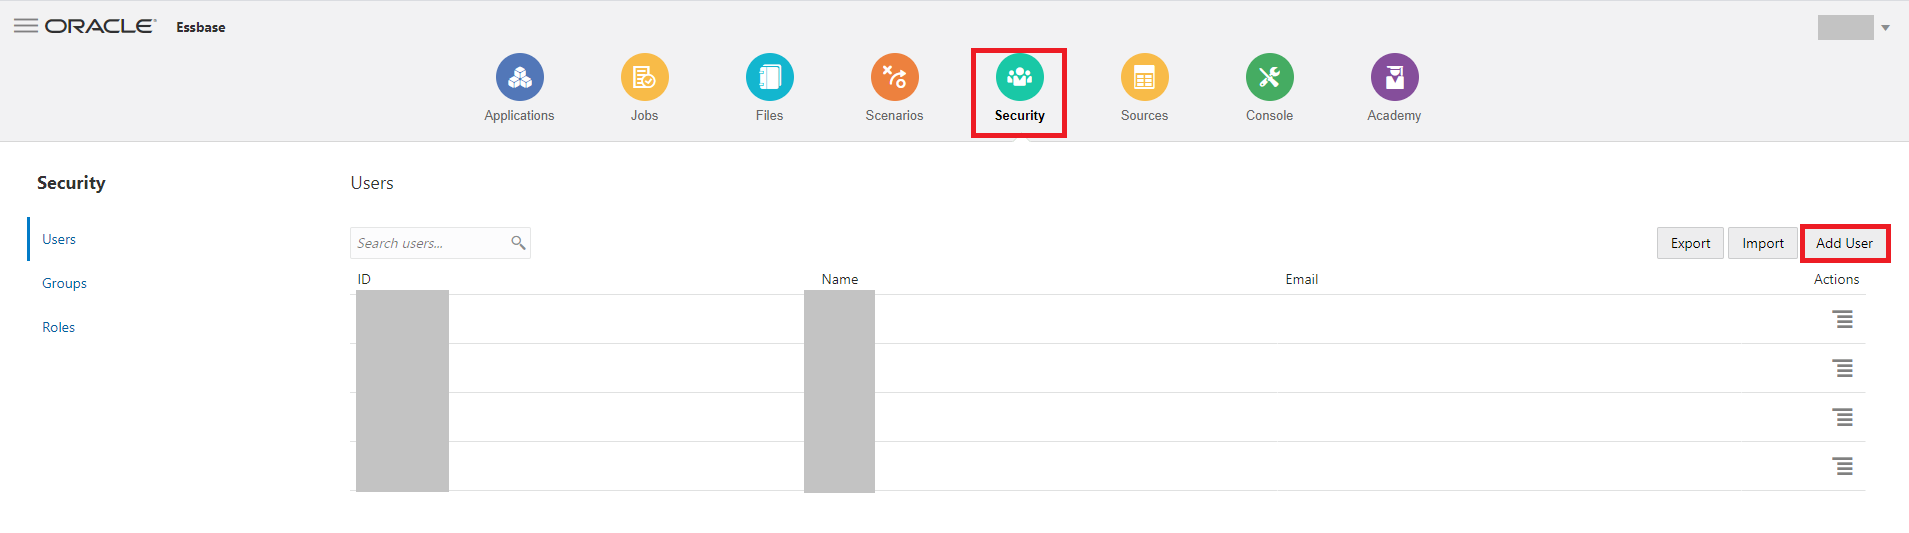 ORACLE® Essbase
Applications Jobs Files Scenarios Security Sources Console Academy
Security
Users
Users
Groups
Roles
Search users...
Export Import Add User
ID Name Email Actions